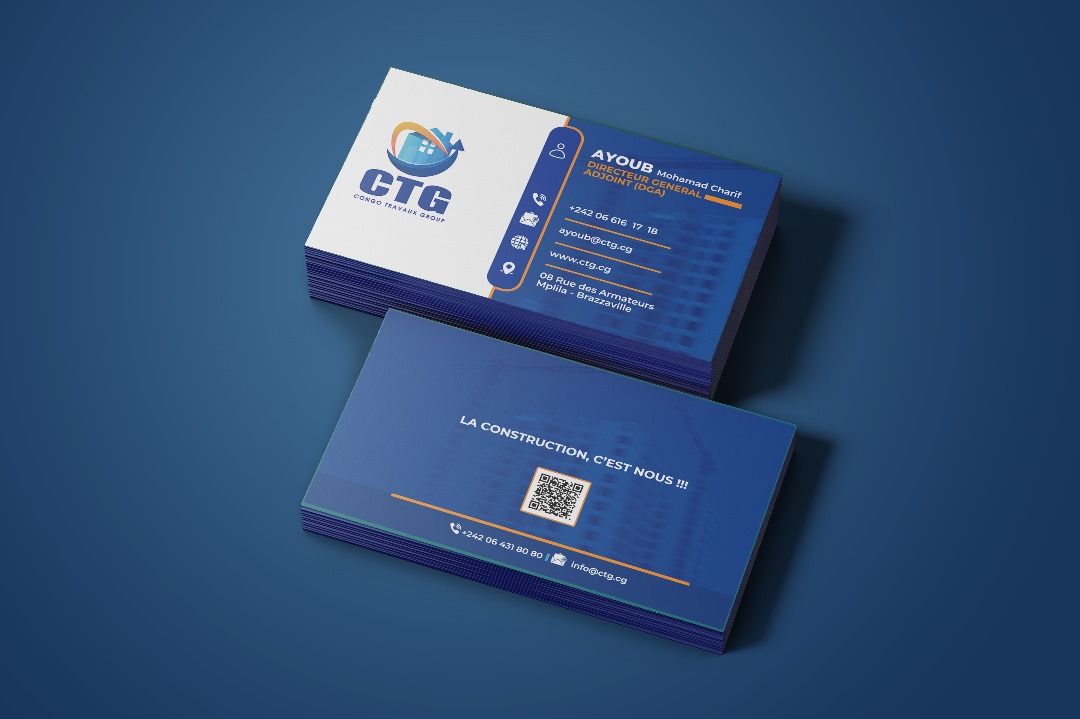 CTG
CONGO TRAVAUX GROUP
AYOUB Mohamad Charif
DIRECTEUR GENERAL
ADJOINT (DGA)
+242 06 616 17 18
ayoub@ctg.cg
www.ctg.cg
08 Rue des Armateurs
Mplila - Brazzaville
LA CONSTRUCTION, C'EST NOUS !!!
+242 06 431 80 80 | info@ctg.cg